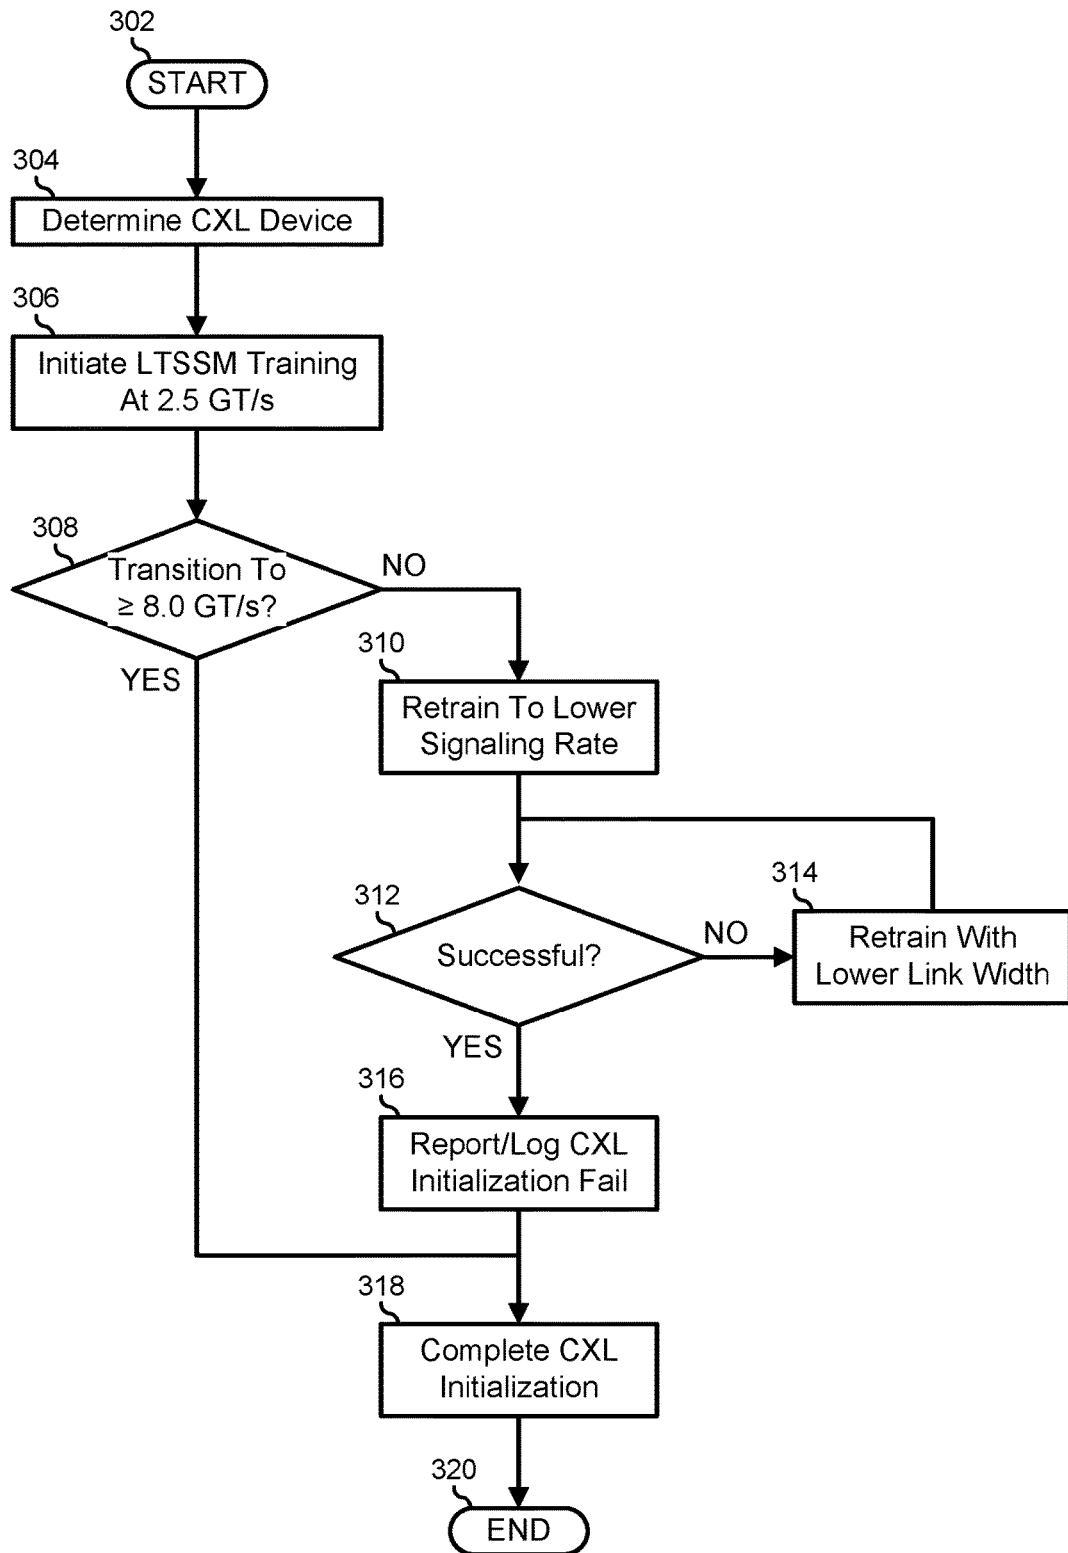 302
START
304
Determine CXL Device
306
Initiate LTSSM Training
At 2.5 GT/s
308
Transition To
≥ 8.0 GT/s?
NO
YES
310
Retrain To Lower
Signaling Rate
312
Successful?
NO
314
Retrain With
Lower Link Width
YES
316
Report/Log CXL
Initialization Fail
318
Complete CXL
Initialization
320
END